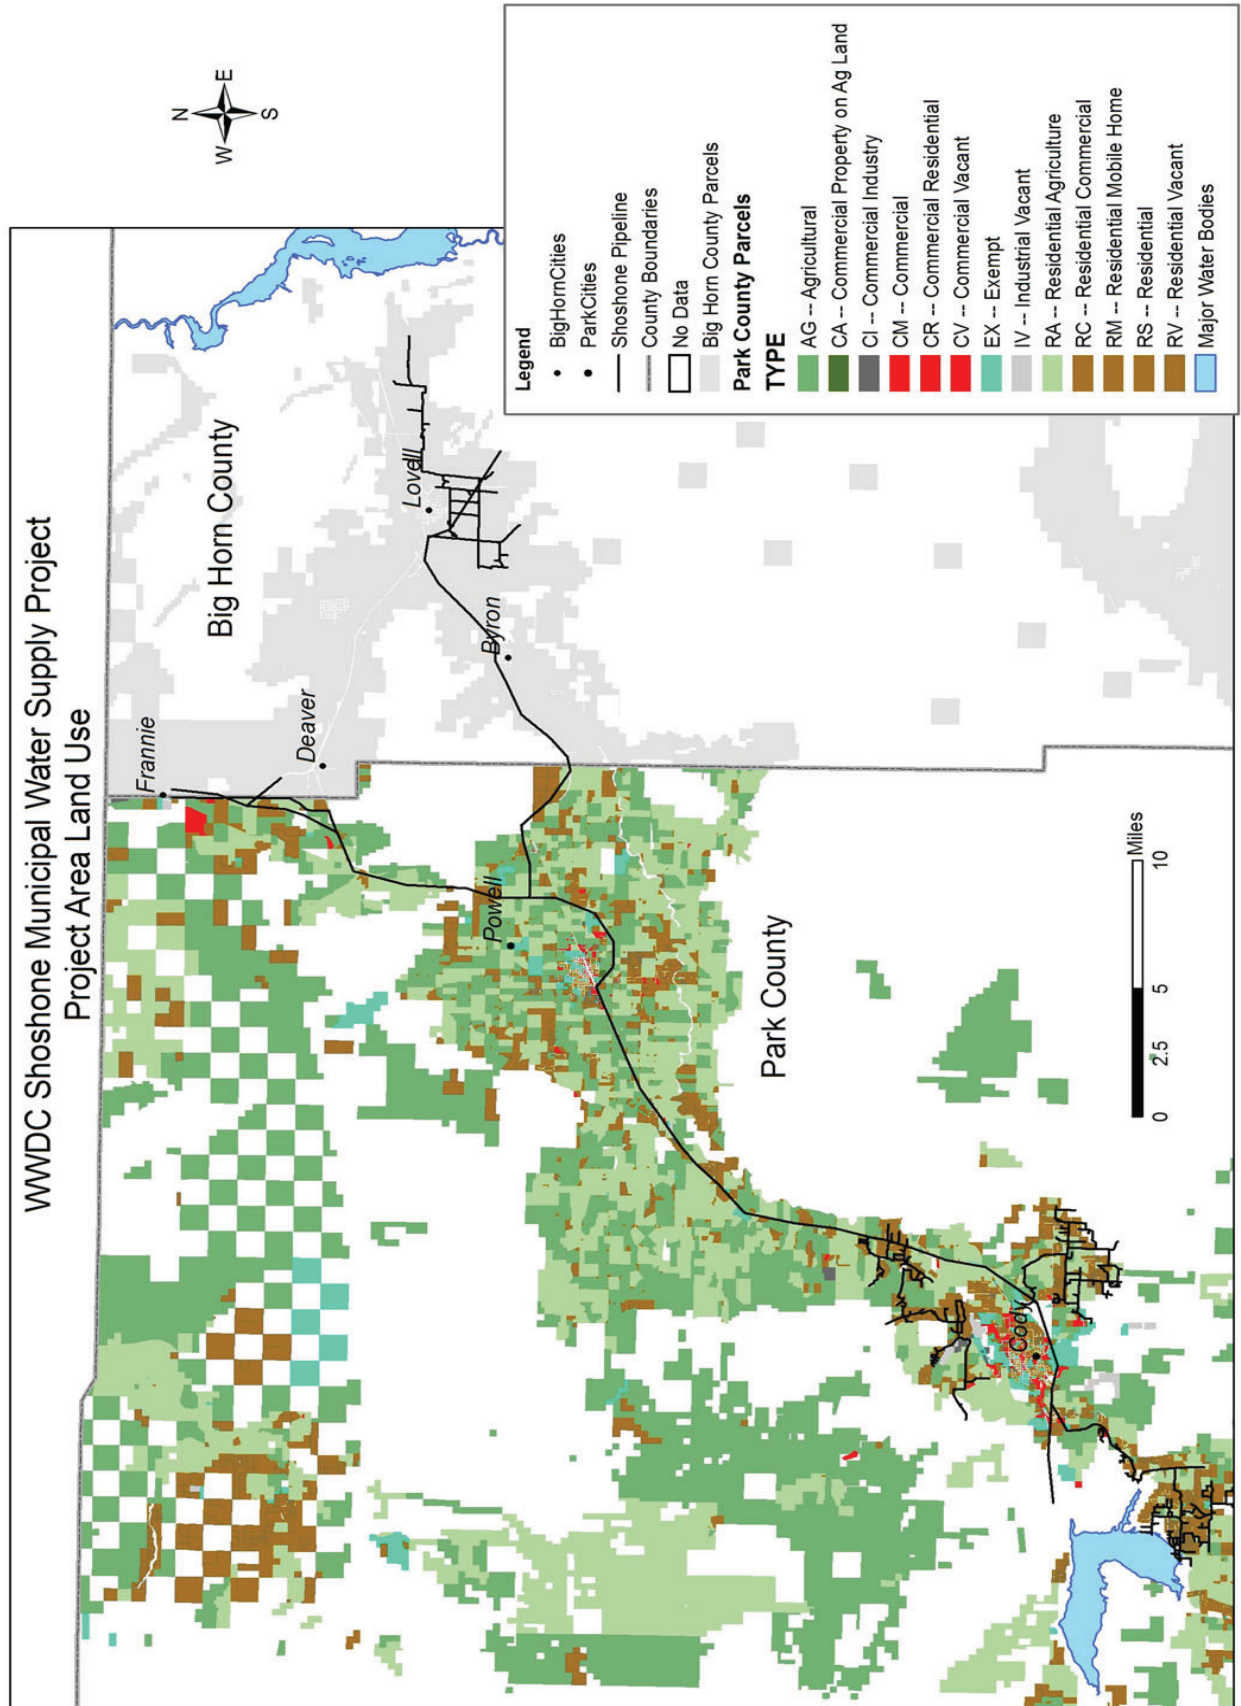 WWDC Shoshone Municipal Water Supply Project
Project Area Land Use
N
W
E
S
Frannie
Deaver
Big Horn County
Lovell
Byron
Powell
Park County
Cody
0
2.5
5
10
Miles
Legend
BigHornCities
ParkCities
Shoshone Pipeline
County Boundaries
No Data
Big Horn County Parcels
Park County Parcels
TYPE
AG -- Agricultural
CA -- Commercial Property on Ag Land
CI -- Commercial Industry
CM -- Commercial
CR -- Commercial Residential
CV -- Commercial Vacant
EX -- Exempt
IV -- Industrial Vacant
RA -- Residential Agriculture
RC -- Residential Commercial
RM -- Residential Mobile Home
RS -- Residential
RV -- Residential Vacant
Major Water Bodies